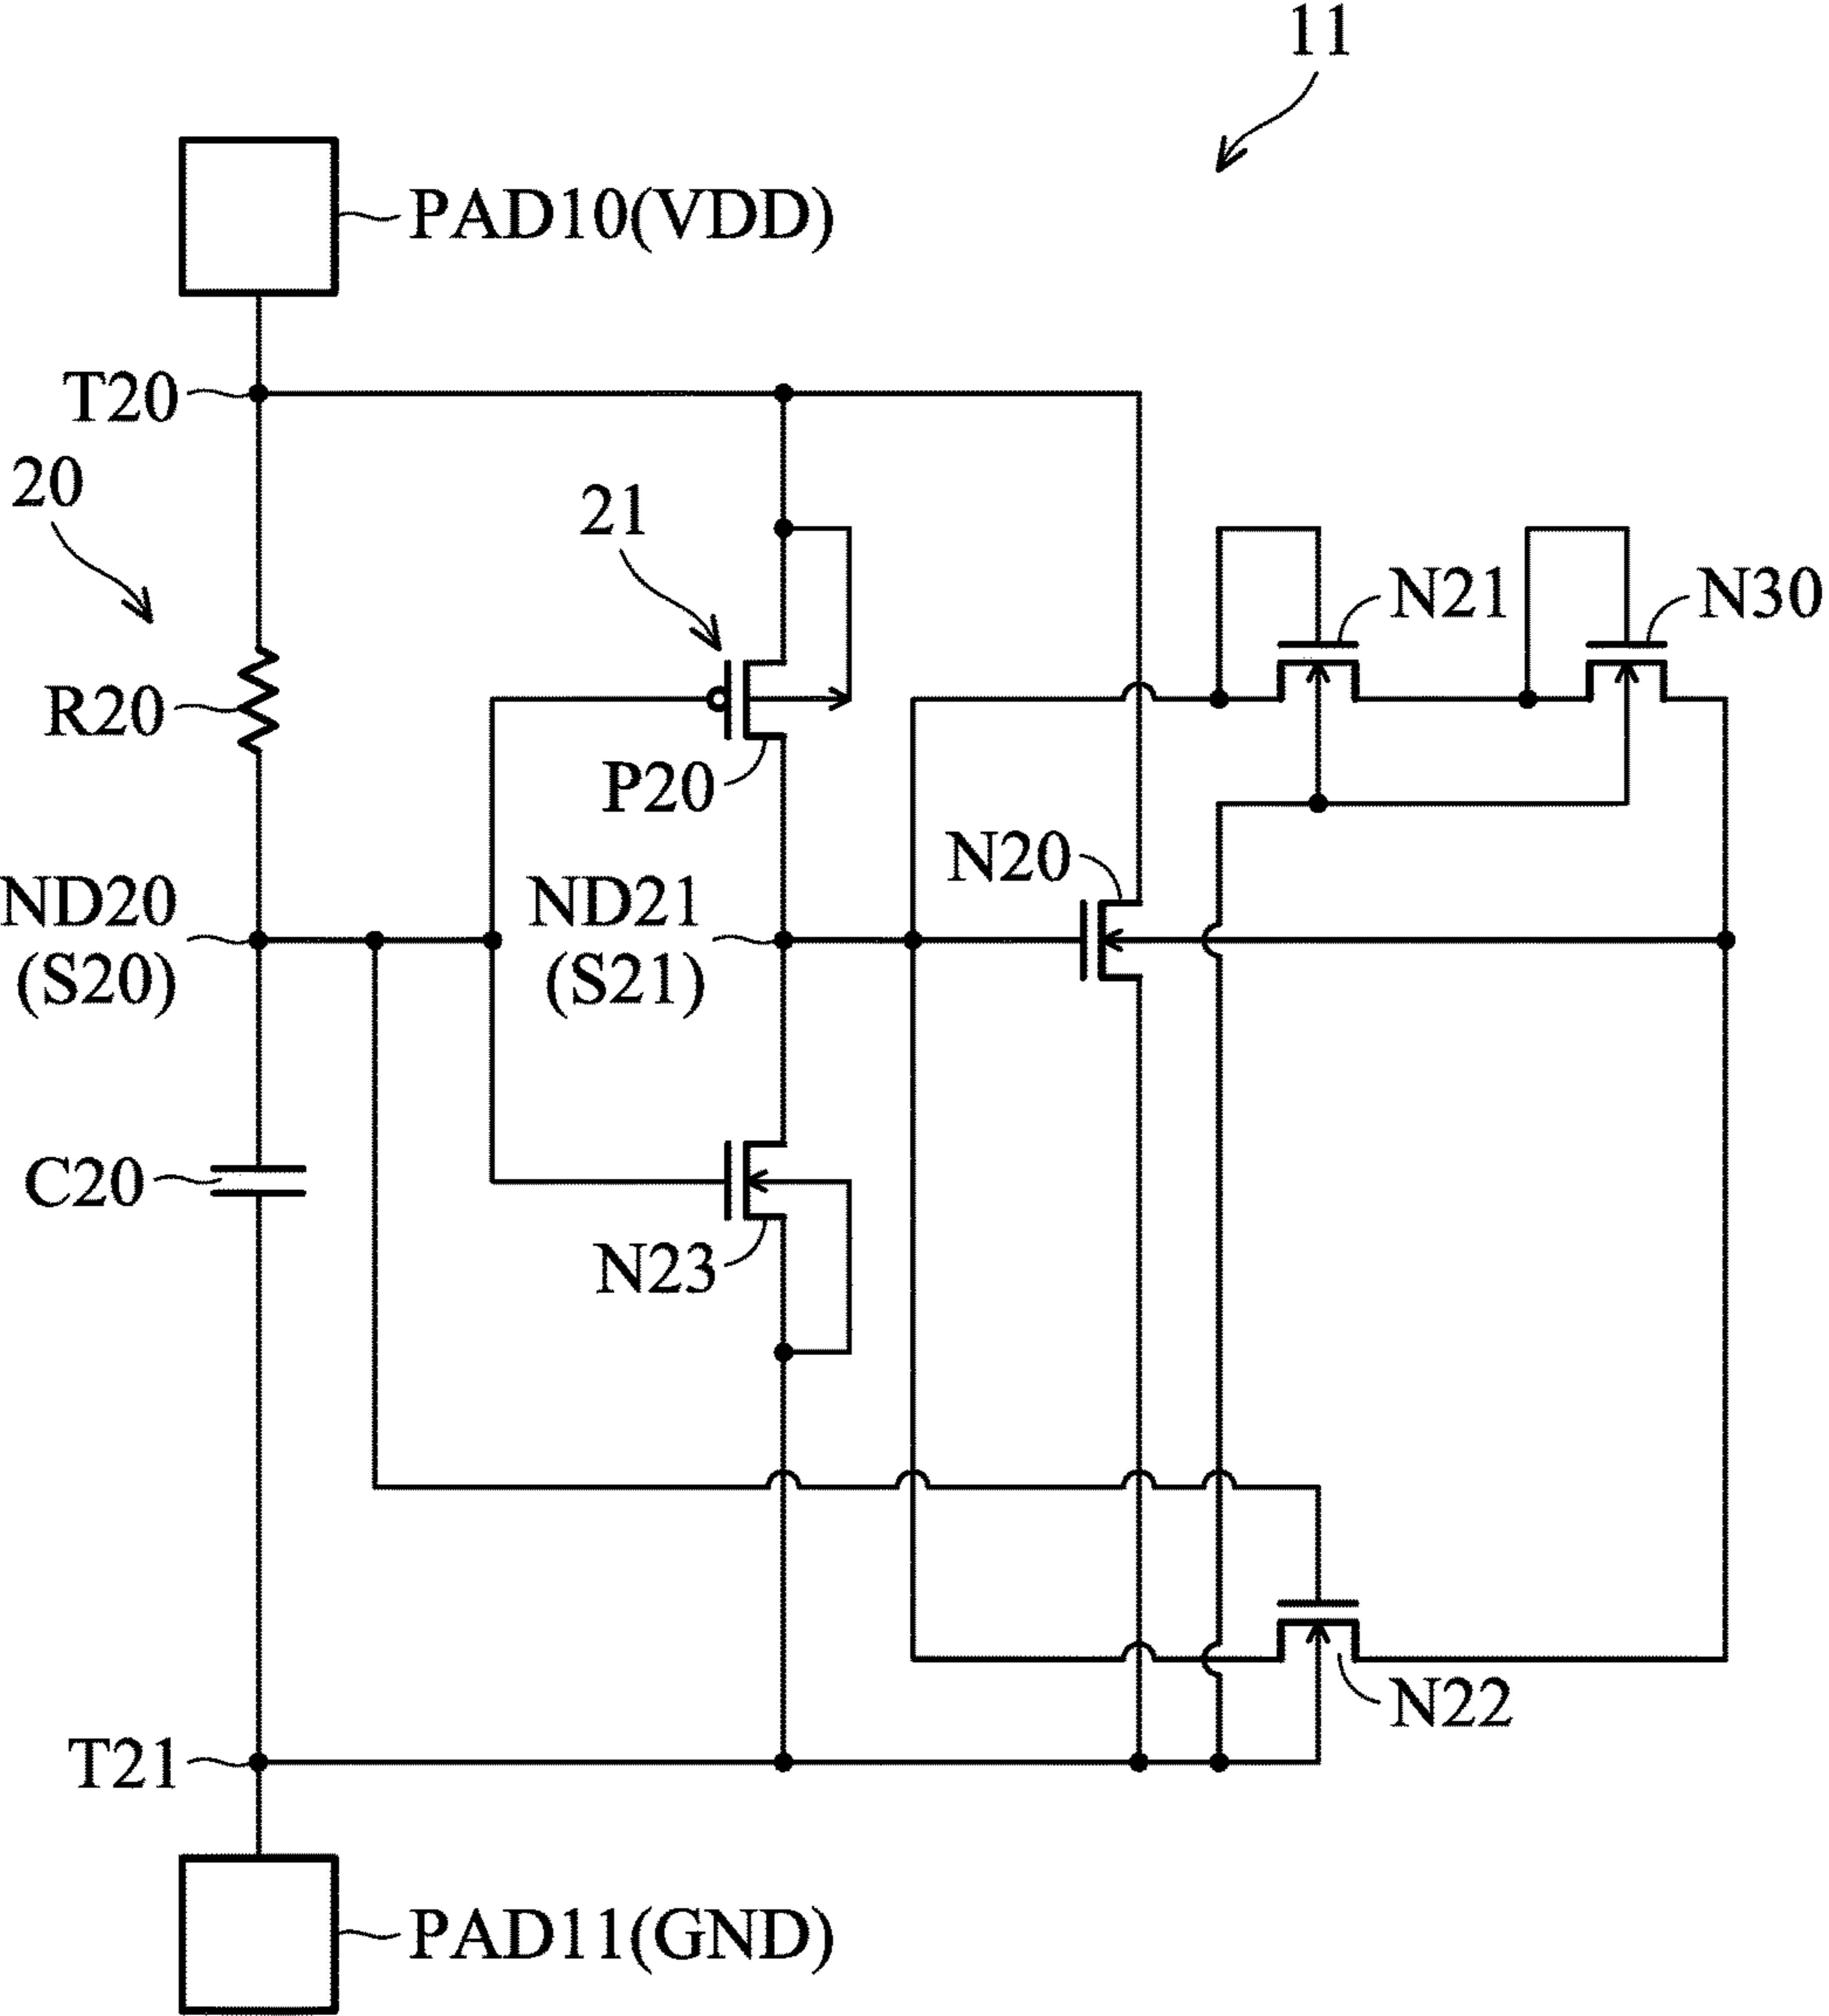 11
PAD10(VDD)
T20
20
21
N21
N30
R20
P20
N20
ND20
(S20)
ND21
(S21)
C20
N23
N22
T21
PAD11(GND)